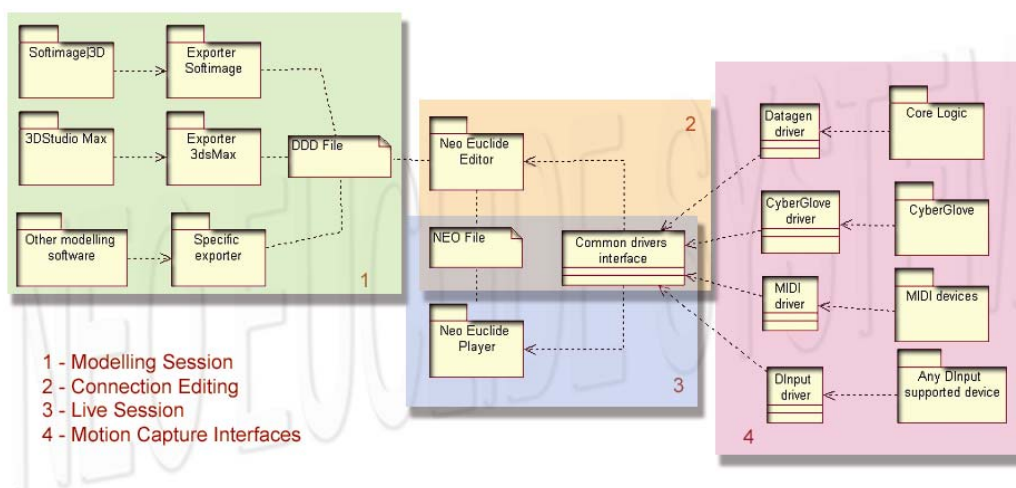 Softimage|3D
Exporter
Softimage
3DStudio Max
Exporter
3dsMax
DDD File
Other modelling
software
Specific
exporter
1
Neo Euclide
Editor
2
NEO File
Common drivers
interface
Neo Euclide
Player
3
Datagen
driver
Core Logic
CyberGlove
driver
CyberGlove
MIDI
driver
MIDI devices
DInput
driver
Any DInput
supported device
4
1 - Modelling Session
2 - Connection Editing
3 - Live Session
4 - Motion Capture Interfaces
NEO EUCLIDE SYSTEM